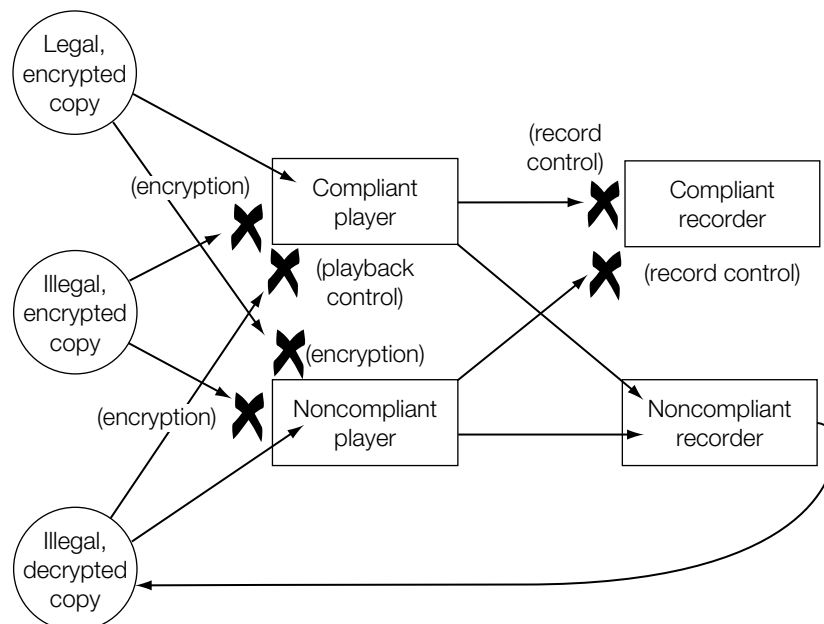 Legal,
encrypted
copy
(record
control)
(encryption)
Compliant
player
Compliant
recorder
Illegal,
encrypted
copy
(playback
control)
(record control)
(encryption)
(encryption)
Noncompliant
player
Noncompliant
recorder
Illegal,
decrypted
copy